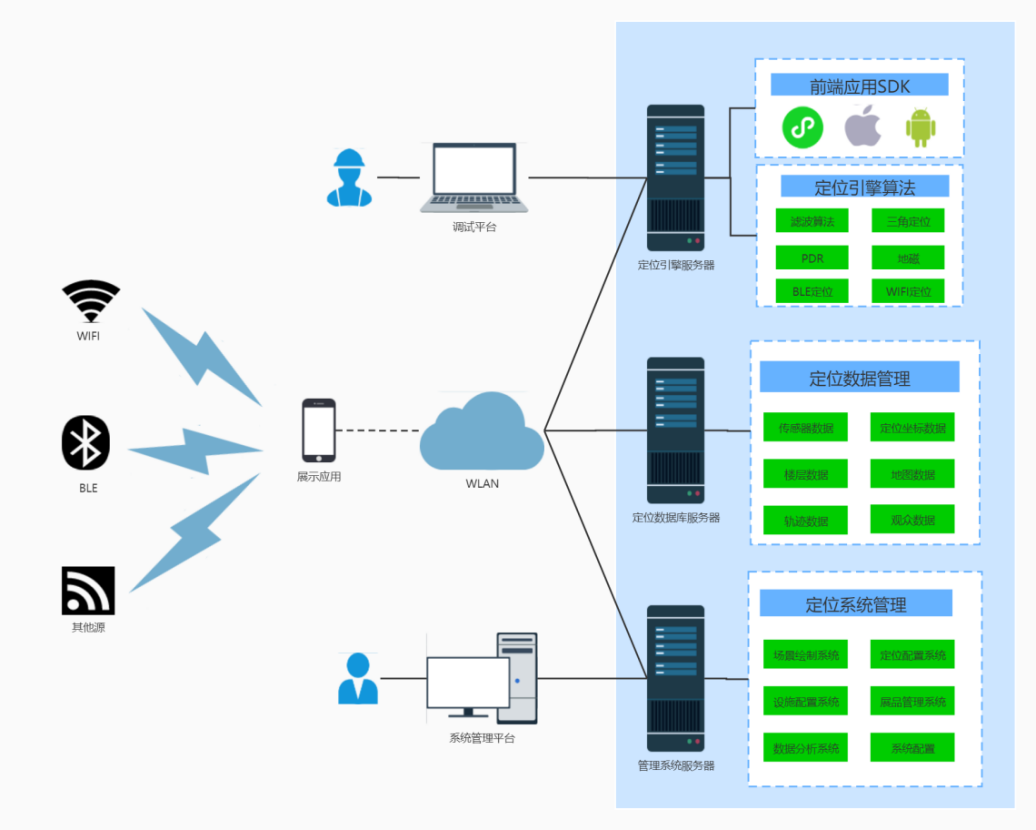 WIFI
BLE
其他源
展示应用
WLAN
调试平台
系统管理平台
定位引擎服务器
定位数据库服务器
管理系统服务器
前端应用SDK
定位引擎算法
滤波算法
三角定位
PDR
地磁
BLE定位
WIFI定位
定位数据管理
传感器数据
定位坐标数据
楼层数据
地图数据
轨迹数据
观众数据
定位系统管理
场景绘制系统
定位配置系统
设施配置系统
展品管理系统
数据分析系统
系统配置